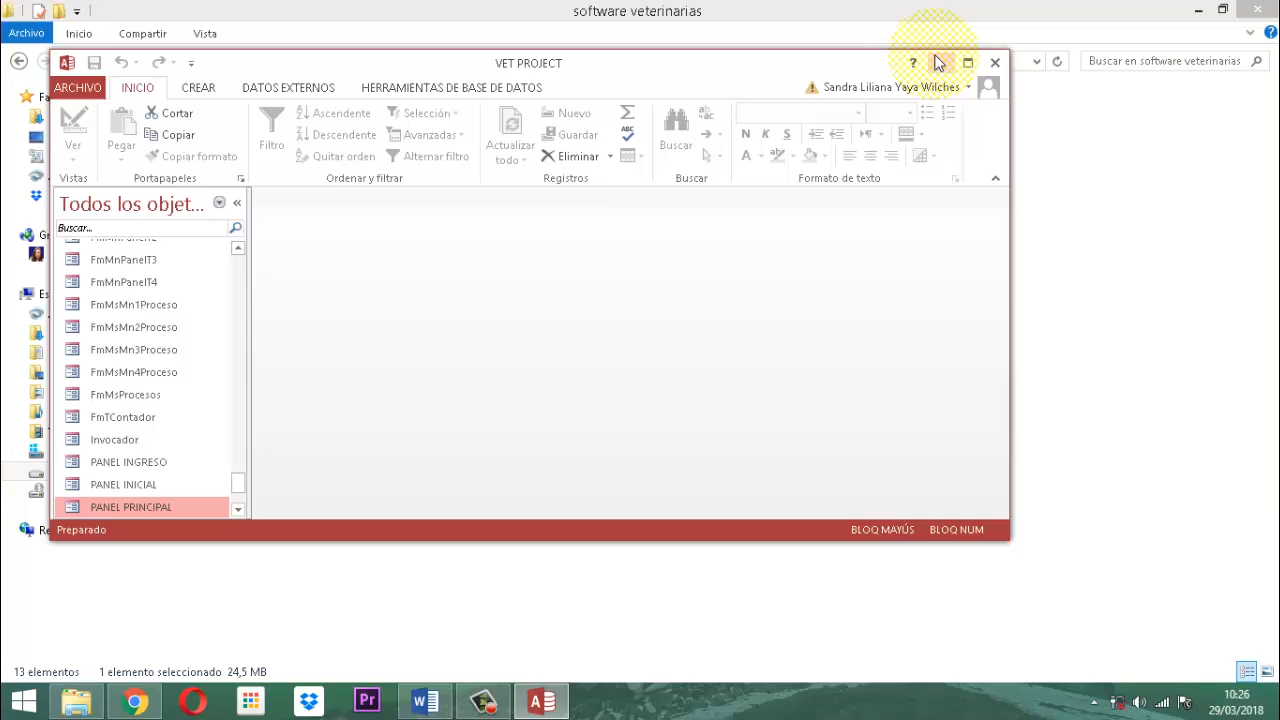 software veterinarias
Archivo Inicio Compartir Vista
Buscar en software veterinarias
VET PROJECT
ARCHIVO INICIO CREAR DATOS EXTERNOS HERRAMIENTAS DE BASE DE DATOS
Sandra Liliana Yaya Wilches
Ver
Vistas
Pegar
Cortar
Copiar
Copiar formato
Portapapeles
Filtro
Ascendente
Descendente
Quitar orden
Selección
Avanzadas
Alternar filtro
Ordenar y filtrar
Actualizar
todo
Nuevo
Guardar
Eliminar
Registros
ABC
Buscar
Buscar
N K S
A
Formato de texto
Todos los objet...
Buscar...
FmMnPanelT3
FmMnPanelT4
FmMsMn1Proceso
FmMsMn2Proceso
FmMsMn3Proceso
FmMsMn4Proceso
FmMsProcesos
FmTContador
Invocador
PANEL INGRESO
PANEL INICIAL
PANEL PRINCIPAL
Preparado
BLOQ MAYÚS BLOQ NUM
13 elementos 1 elemento seleccionado 24,5 MB
Pr
10:26
29/03/2018